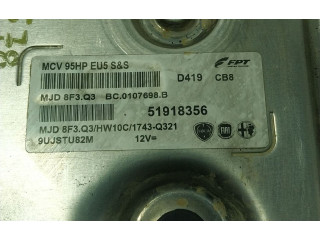 MCV 95HP EU5 S&S
FPT
D419 CB8
MJD 8F3.Q3 BC.0107698.B
51918356
MJD 8F3.Q3/HW10C/1743-Q321
9UJSTU82M 12V=